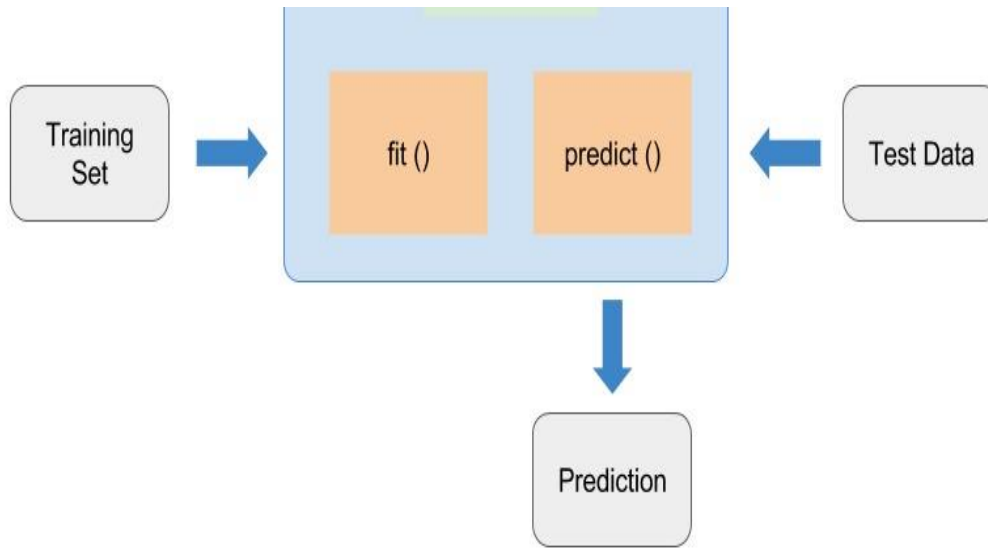 Training
Set
fit ()
predict ()
Test Data
Prediction